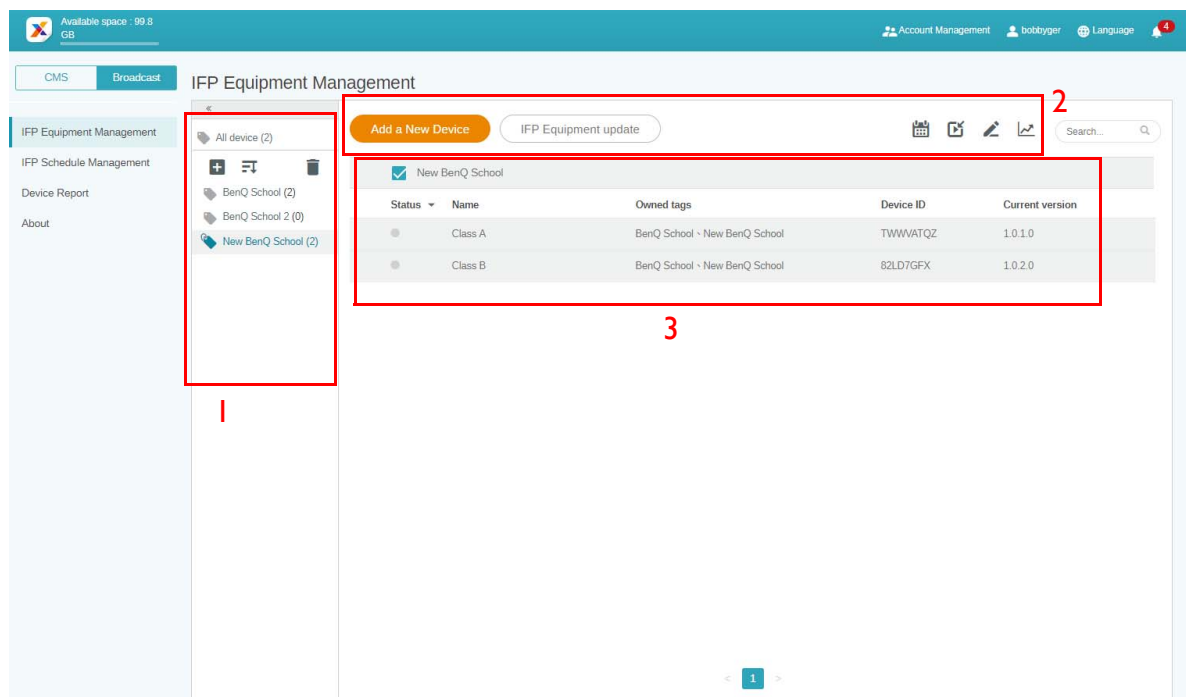 Available space : 99.8
GB
Account Management
bobbyger
Language
4
CMS
Broadcast
IFP Equipment Management
IFP Equipment Management
IFP Schedule Management
Device Report
About
«
All device (2)
BenQ School (2)
BenQ School 2 (0)
New BenQ School (2)
1
Add a New Device
IFP Equipment update
Search...
2
New BenQ School
Status Name Owned tags Device ID Current version
Class A BenQ School、New BenQ School TWWVATQZ 1.0.1.0
Class B BenQ School、New BenQ School 82LD7GFX 1.0.2.0
3
< 1 >